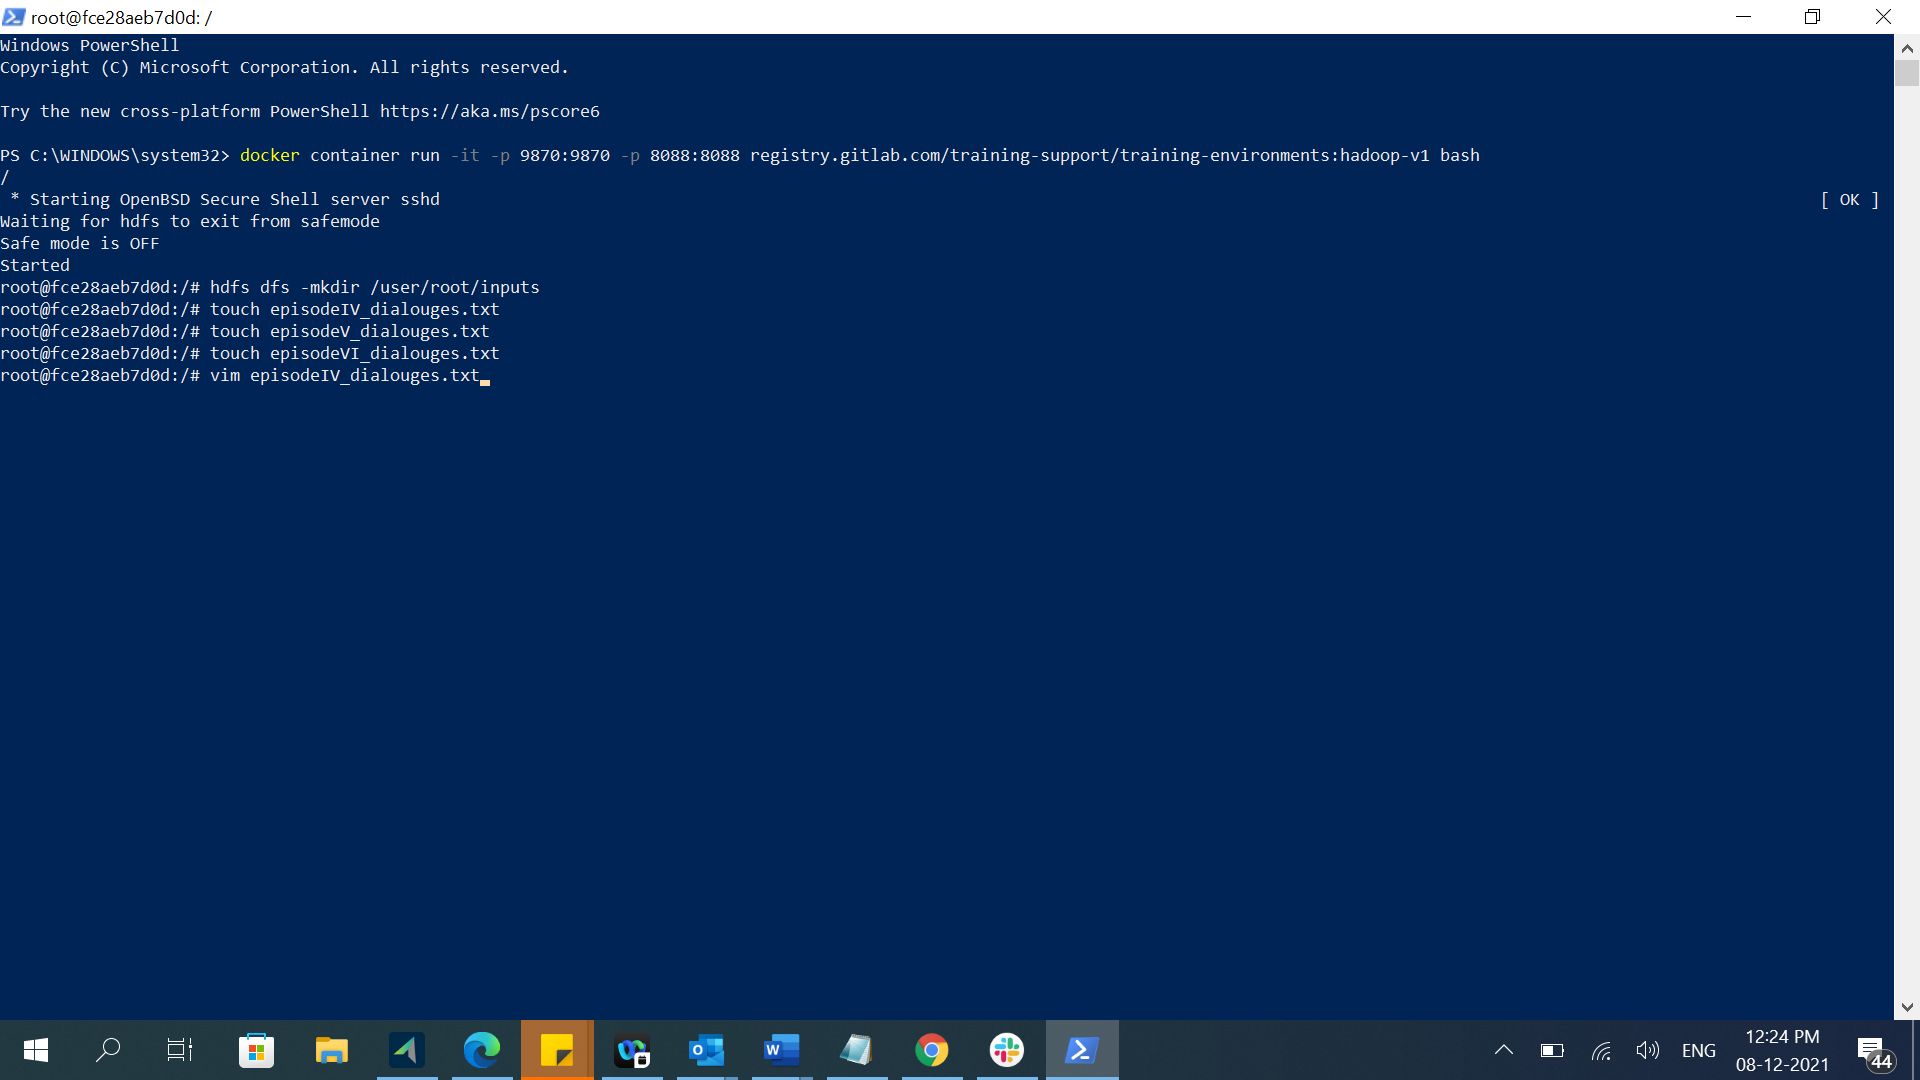 root@fce28aeb7d0d: /
Windows PowerShell
Copyright (C) Microsoft Corporation. All rights reserved.
Try the new cross-platform PowerShell https://aka.ms/pscore6
PS C:\WINDOWS\system32> docker container run -it -p 9870:9870 -p 8088:8088 registry.gitlab.com/training-support/training-environments:hadoop-v1 bash
/
* Starting OpenBSD Secure Shell server sshd [ OK ]
Waiting for hdfs to exit from safemode
Safe mode is OFF
Started
root@fce28aeb7d0d:/# hdfs dfs -mkdir /user/root/inputs
root@fce28aeb7d0d:/# touch episodeIV_dialouges.txt
root@fce28aeb7d0d:/# touch episodeV_dialouges.txt
root@fce28aeb7d0d:/# touch episodeVI_dialouges.txt
root@fce28aeb7d0d:/# vim episodeIV_dialouges.txt
ENG
12:24 PM
08-12-2021
44